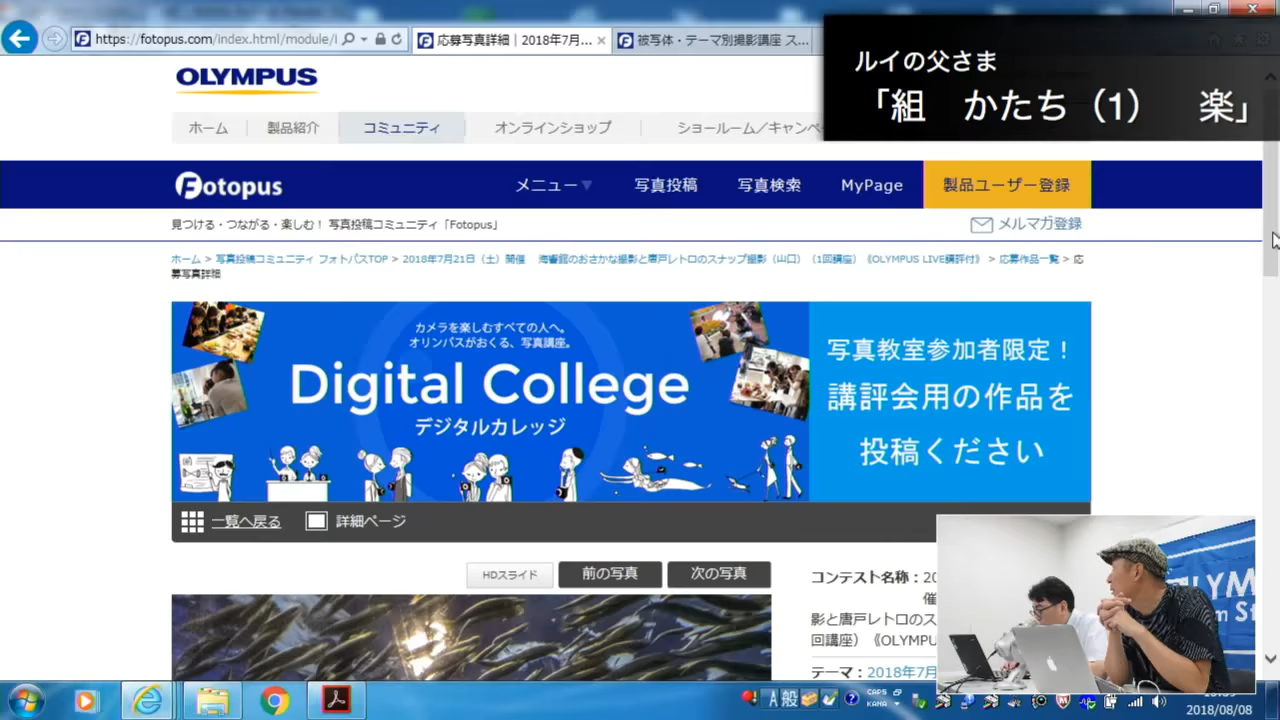 https://fotopus.com/index.html/module/
応募写真詳細｜2018年7月...
被写体・テーマ別撮影講座 ス...
ルイの父さま
「組　かたち（1）　楽」
OLYMPUS
ホーム
製品紹介
コミュニティ
オンラインショップ
ショールーム／キャンペ
Fotopus
メニュー
写真投稿
写真検索
MyPage
製品ユーザー登録
見つける・つながる・楽しむ！ 写真投稿コミュニティ「Fotopus」
メルマガ登録
ホーム > 写真投稿コミュニティ フォトパスTOP > 2018年7月21日（土）開催　海響館のおさかな撮影と唐戸レトロのスナップ撮影（山口）（1回講座）《OLYMPUS LIVE講評付》 > 応募作品一覧 > 応
募写真詳細
カメラを楽しむすべての人へ。
オリンパスがおくる、写真講座。
Digital College
デジタルカレッジ
写真教室参加者限定！
講評会用の作品を
投稿ください
一覧へ戻る
詳細ページ
HDスライド
前の写真
次の写真
コンテスト名称：20
催
影と唐戸レトロのス
回講座）《OLYMPU
テーマ：2018年7月
A 般
CAPS
KANA
2018/08/08